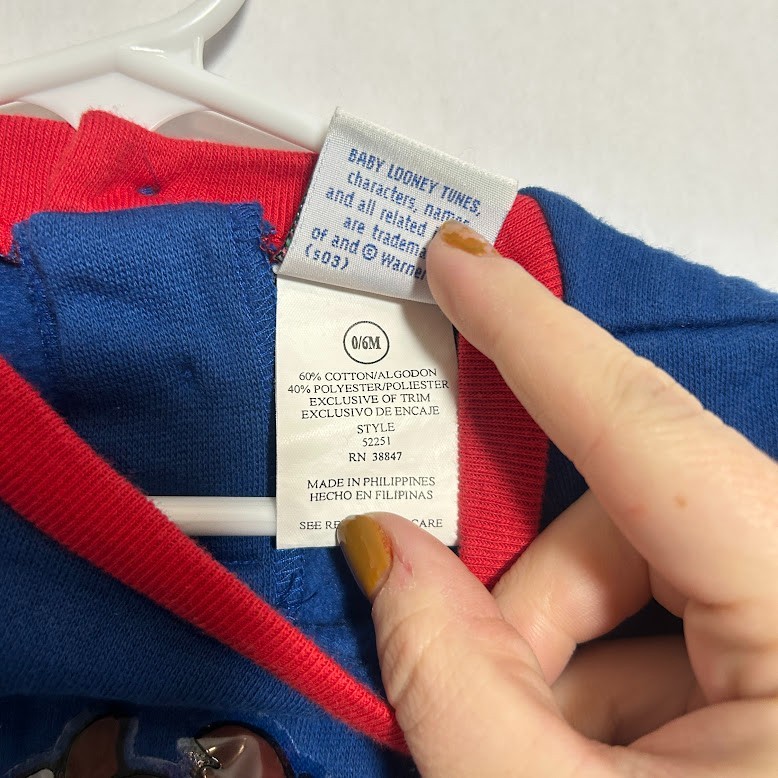 BABY LOONEY TUNES,
characters, names
and all related
are
of and © Warner
(s03)
0/6M
60% COTTON/ALGODON
40% POLYESTER/POLIESTER
EXCLUSIVE OF TRIM
EXCLUSIVO DE ENCAJE
STYLE
52251
RN 38847
MADE IN PHILIPPINES
HECHO EN FILIPINAS
SEE CARE